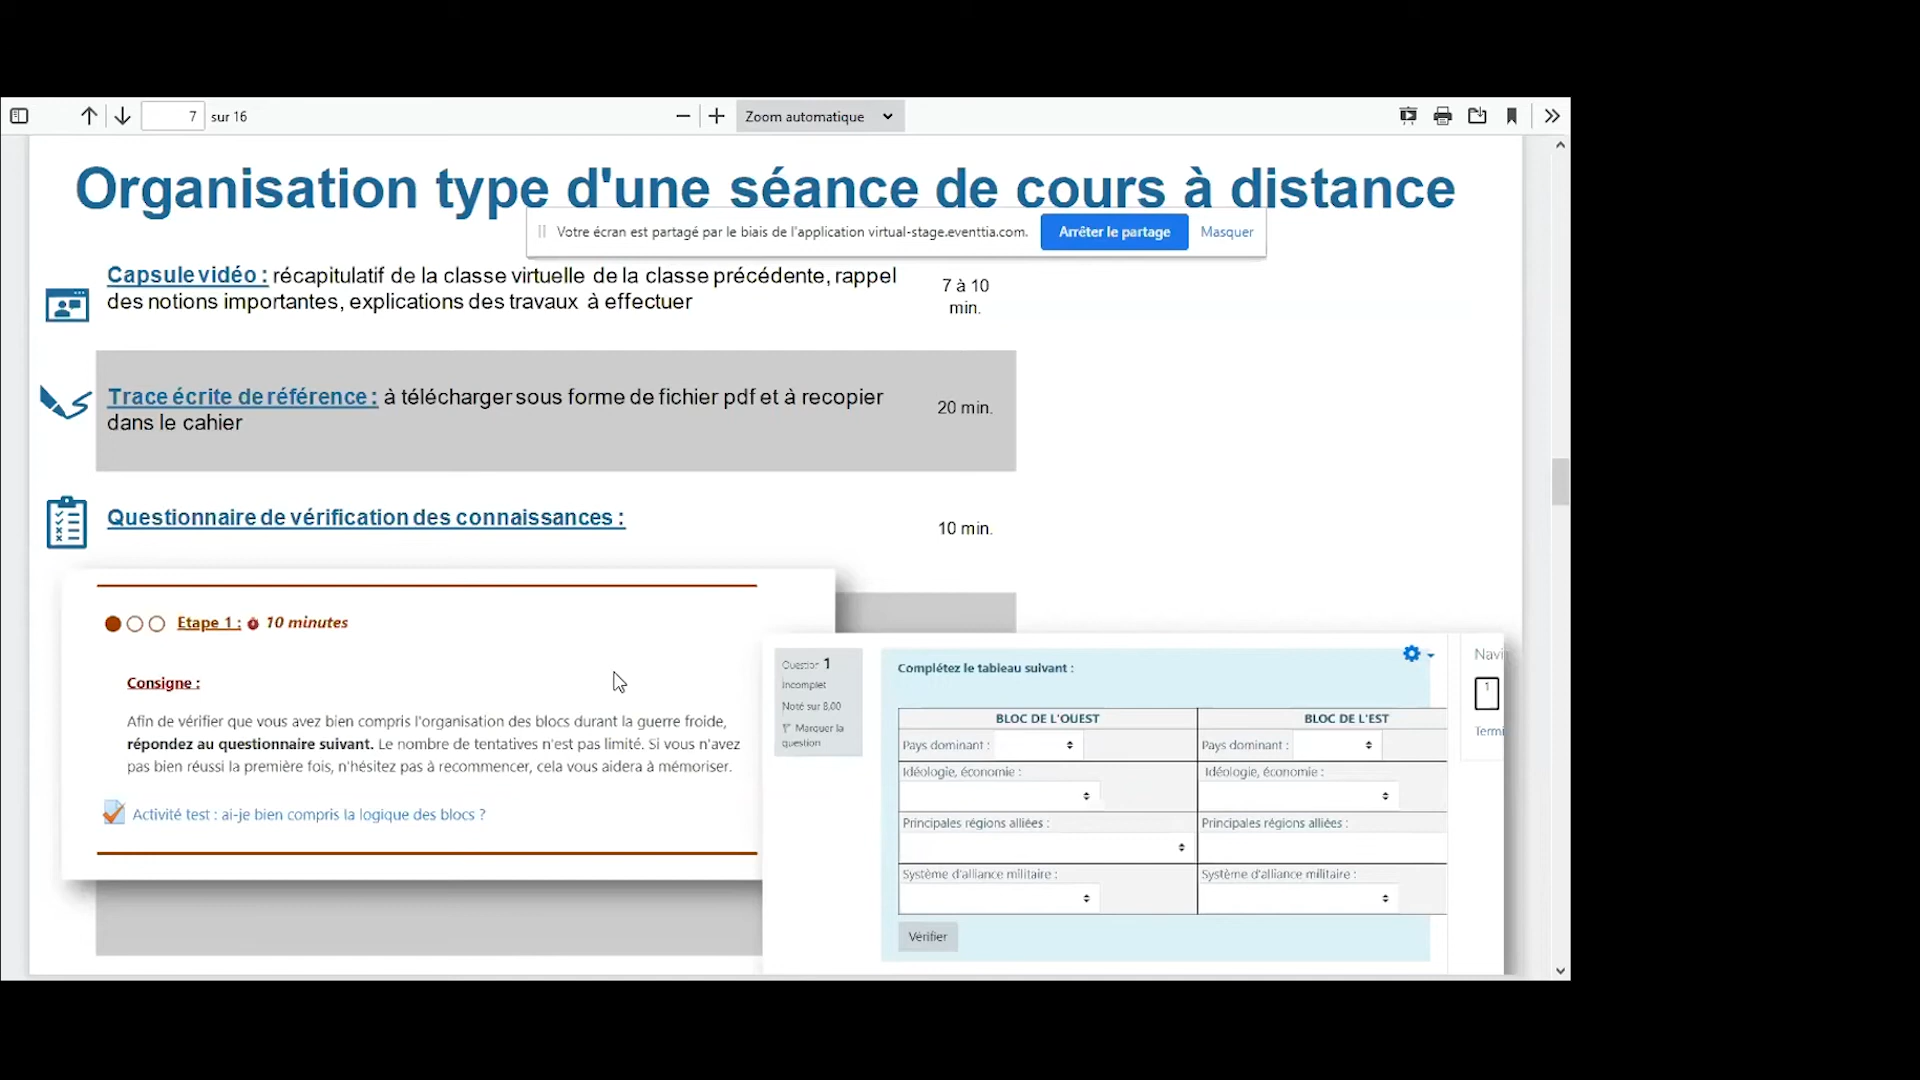 7 sur 16
Zoom automatique
Organisation type d'une séance de cours à distance
Votre écran est partagé par le biais de l'application virtual-stage.eventtia.com.
Arrêter le partage
Masquer
Capsule vidéo : récapitulatif de la classe virtuelle de la classe précédente, rappel
des notions importantes, explications des travaux à effectuer
7 à 10
min.
Trace écrite de référence : à télécharger sous forme de fichier pdf et à recopier
dans le cahier
20 min.
Questionnaire de vérification des connaissances :
10 min.
Etape 1 : 10 minutes
Consigne :
Afin de vérifier que vous avez bien compris l'organisation des blocs durant la guerre froide,
répondez au questionnaire suivant. Le nombre de tentatives n'est pas limité. Si vous n'avez
pas bien réussi la première fois, n'hésitez pas à recommencer, cela vous aidera à mémoriser.
Activité test : ai-je bien compris la logique des blocs ?
Question 1
Incomplet
Noté sur 8,00
Marquer la
question
Complétez le tableau suivant :
BLOC DE L'OUEST
BLOC DE L'EST
Pays dominant :
Pays dominant :
Idéologie, économie :
Idéologie, économie :
Principales régions alliées :
Principales régions alliées :
Système d'alliance militaire :
Système d'alliance militaire :
Vérifier
Navi
1
Termi